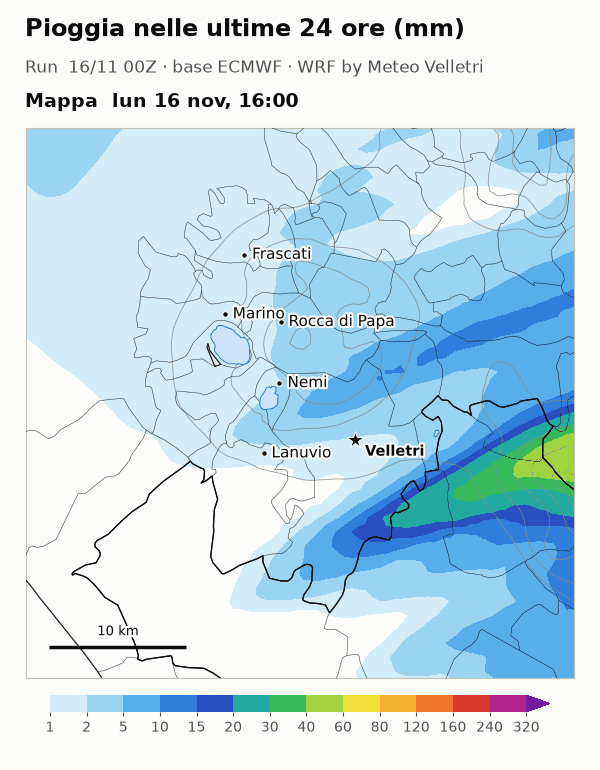 Pioggia nelle ultime 24 ore (mm)
Run  16/11 00Z · base ECMWF · WRF by Meteo Velletri
Mappa  lun 16 nov, 16:00
Frascati
Marino
Rocca di Papa
Nemi
Velletri
Lanuvio
10 km
1 2 5 10 15 20 30 40 60 80 120 160 240 320